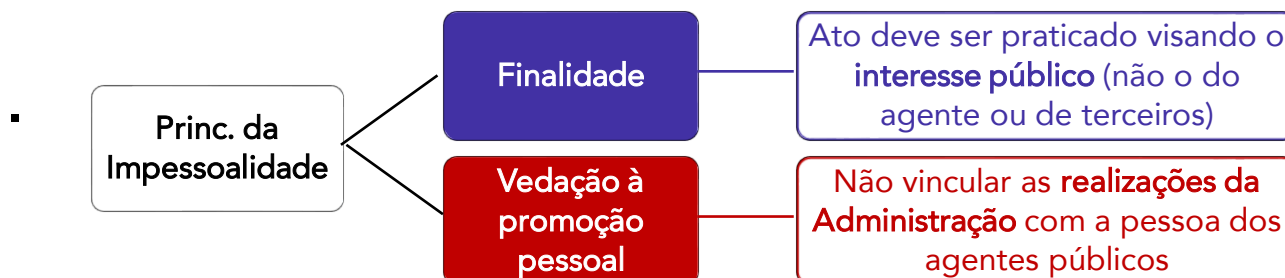 Princ. da
Impessoalidade
Finalidade
Ato deve ser praticado visando o
interesse público (não o do
agente ou de terceiros)
Vedação à
promoção
pessoal
Não vincular as realizações da
Administração com a pessoa dos
agentes públicos